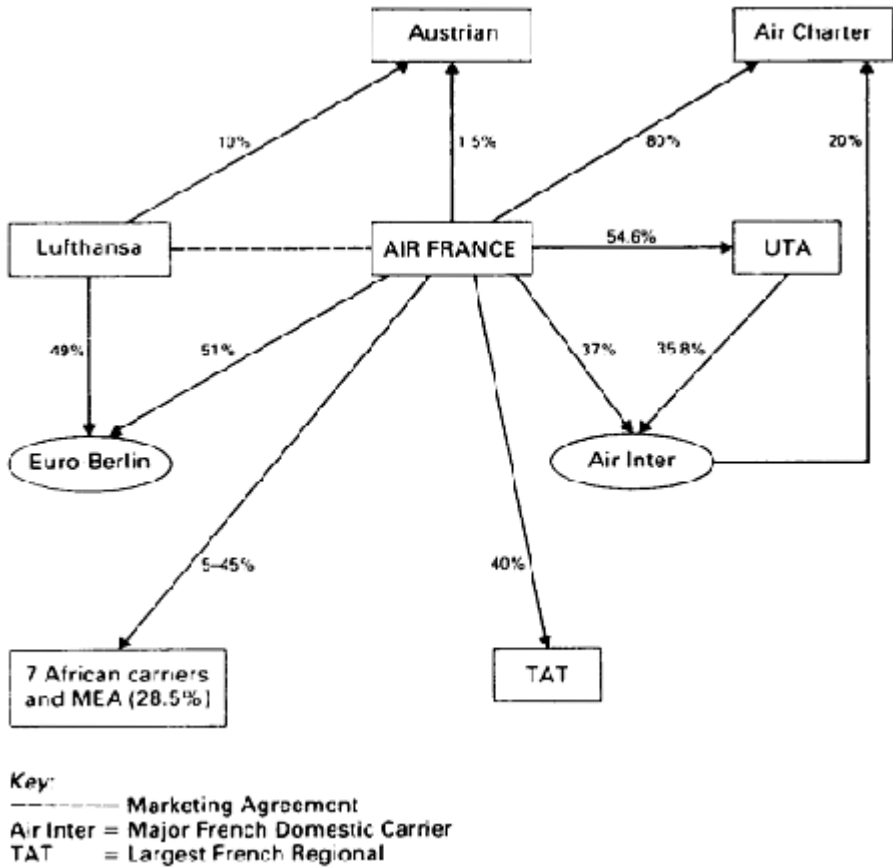 Austrian
Air Charter
10%
1.5%
80%
20%
Lufthansa
AIR FRANCE
54.6%
UTA
49%
51%
37%
35.8%
Euro Berlin
Air Inter
5–45%
40%
7 African carriers
and MEA (28.5%)
TAT
Key:
Marketing Agreement
Air Inter = Major French Domestic Carrier
TAT = Largest French Regional